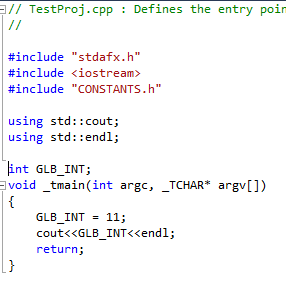 // TestProj.cpp : Defines the entry poin
//
#include "stdafx.h"
#include <iostream>
#include "CONSTANTS.h"
using std::cout;
using std::endl;
int GLB_INT;
void _tmain(int argc, _TCHAR* argv[])
{
GLB_INT = 11;
cout<<GLB_INT<<endl;
return;
}